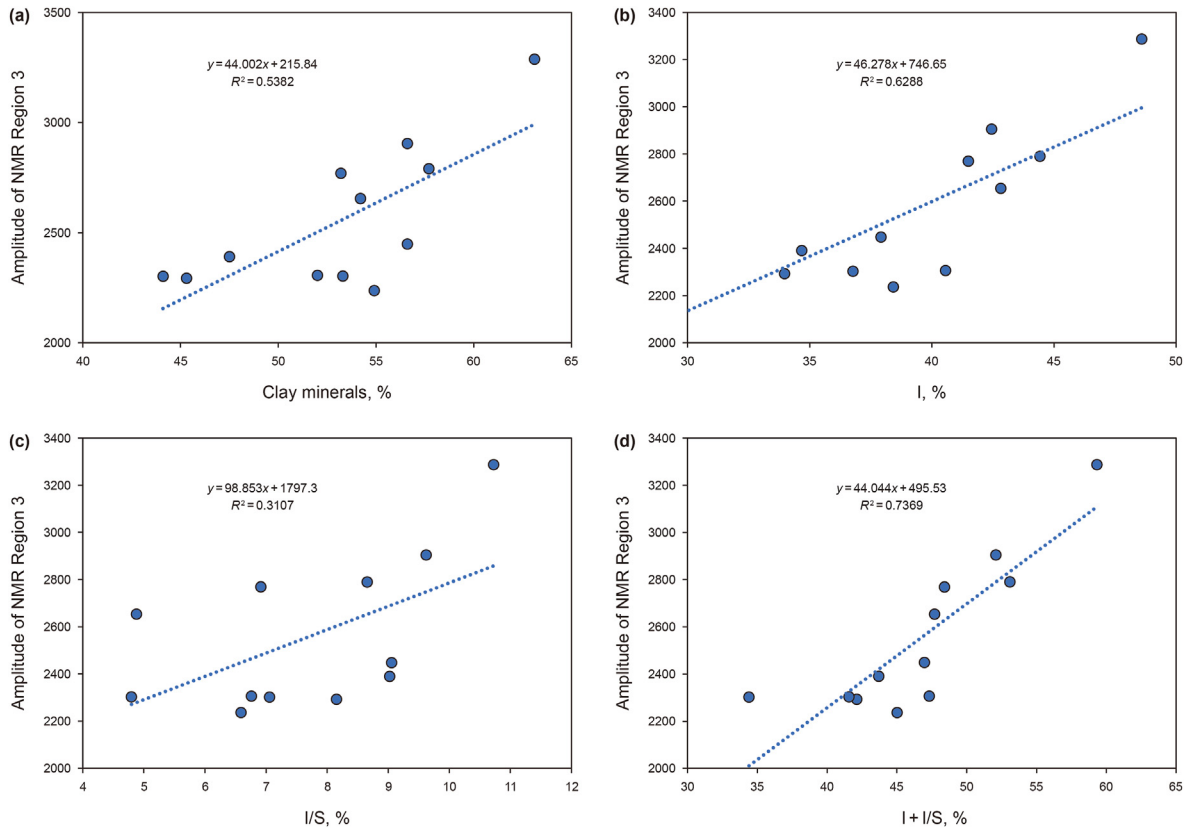 (a)
3500
3000
2500
2000
Amplitude of NMR Region 3
y = 44.002x + 215.84
R² = 0.5382
40 45 50 55 60 65
Clay minerals, %
(b)
3400
3200
3000
2800
2600
2400
2200
2000
Amplitude of NMR Region 3
y = 46.278x + 746.65
R² = 0.6288
30 35 40 45 50
I, %
(c)
3400
3200
3000
2800
2600
2400
2200
2000
Amplitude of NMR Region 3
y = 98.853x + 1797.3
R² = 0.3107
4 5 6 7 8 9 10 11 12
I/S, %
(d)
3400
3200
3000
2800
2600
2400
2200
2000
Amplitude of NMR Region 3
y = 44.044x + 495.53
R² = 0.7369
30 35 40 45 50 55 60 65
I + I/S, %